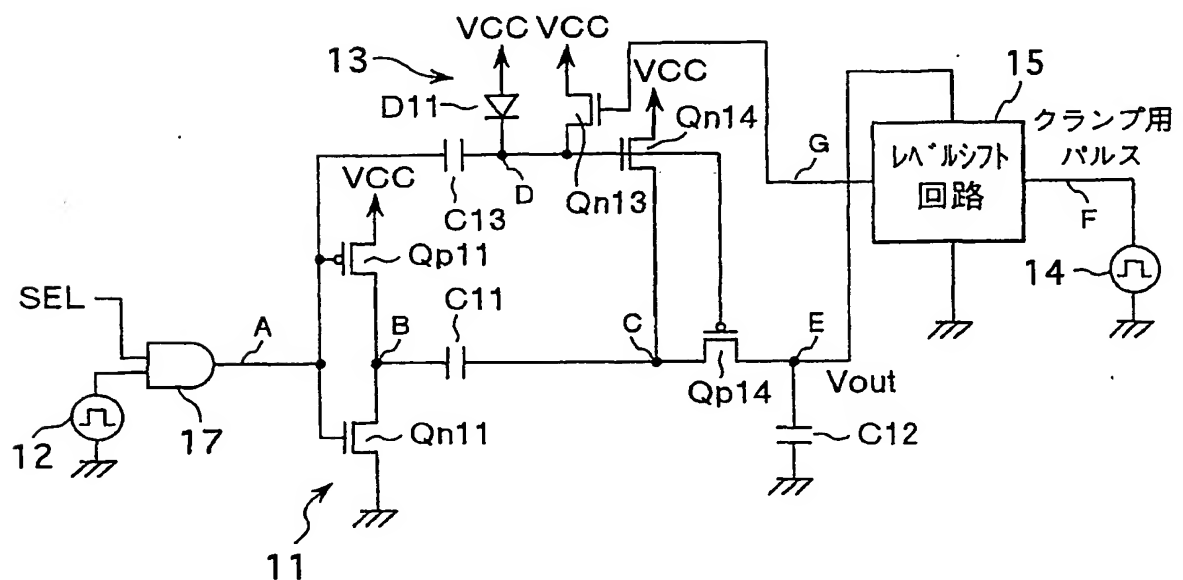 VCC
VCC
13
VCC
D11
Qn14
15
クランプ用
パルス
レベルシフト
回路
G
F
D
Qn13
C13
VCC
Qp11
14
SEL
A
B
C11
C
E
Qp14
Vout
C12
12
17
Qn11
11